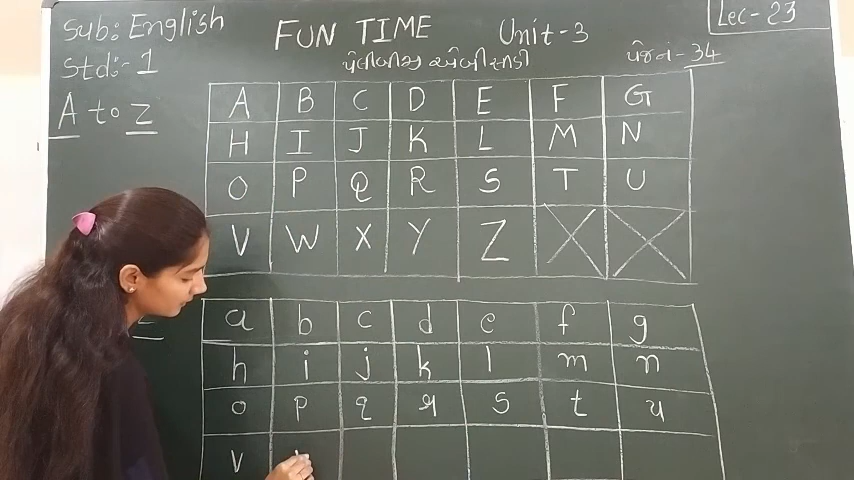 Sub: English FUN TIME Unit-3 Lec- 23
Std:- 1 પેજ નં- 34
A to Z
A B C D E F G
H I J K L M N
O P Q R S T U
V W X Y Z
a b c d e f g
h i j k l m n
o p q r s t u
v